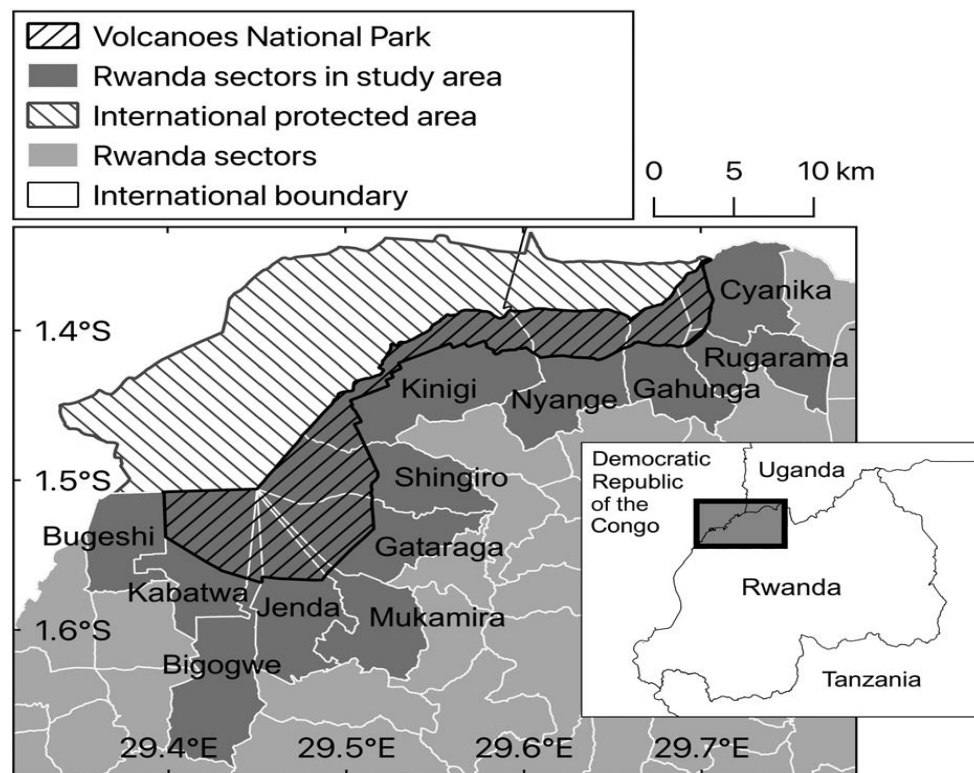 Volcanoes National Park
Rwanda sectors in study area
International protected area
Rwanda sectors
International boundary
0 5 10 km
Cyanika
1.4°S
Rugarama
Kinigi
Nyange
Gahunga
Shingiro
1.5°S
Bugeshi
Gataraga
Kabatwa
Jenda
Mukamira
1.6°S
Bigogwe
29.4°E 29.5°E 29.6°E 29.7°E
Democratic
Republic
of the
Congo
Uganda
Rwanda
Tanzania